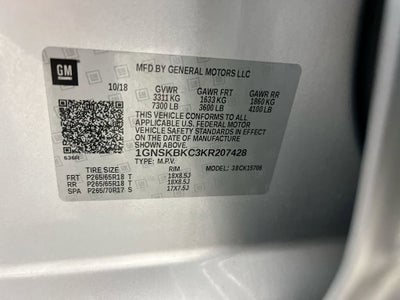 GM
MFD BY GENERAL MOTORS LLC
10/18
GVWR GAWR FRT GAWR RR
3311 KG 1633 KG 1860 KG
7300 LB 3600 LB 4100 LB
THIS VEHICLE CONFORMS TO ALL
APPLICABLE U.S. FEDERAL MOTOR
VEHICLE SAFETY STANDARDS IN
EFFECT ON THE DATE OF MANUFACTURE
SHOWN ABOVE.
1GNSKBKC3KR207428
TYPE: M.P.V. MODEL:
TIRE SIZE RIM
FRT P265/65R18 T 18X8.5J
RR P265/65R18 T 18X8.5J
SPA P265/70R17 S 17X7.5J